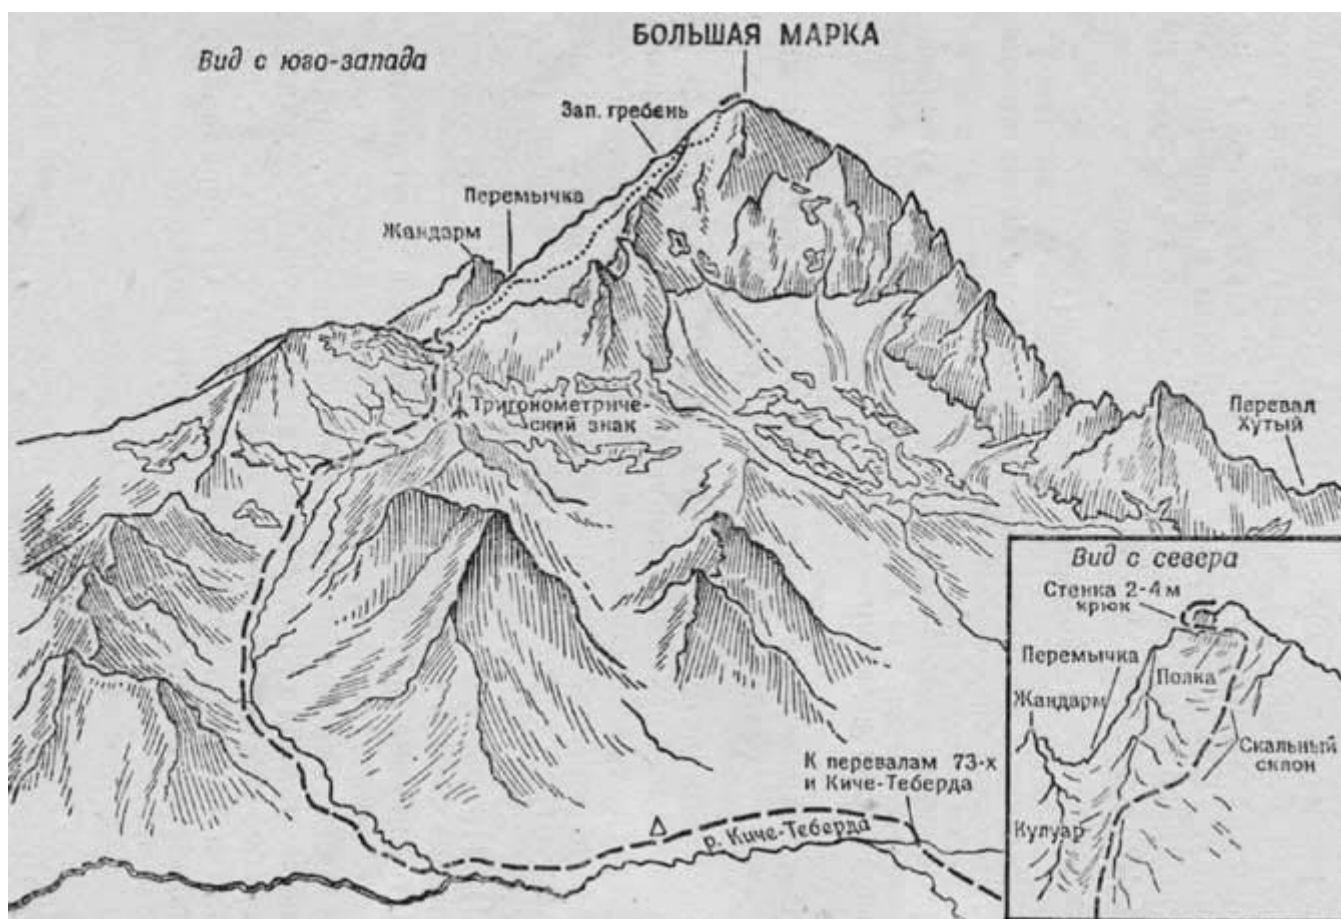 БОЛЬШАЯ МАРКА
Вид с юго-запада
Зап. гребень
Перемычка
Жандарм
Тригонометриче-
ский знак
Перевал
Хутый
К перевалам 73-х
и Киче-Теберда
р. Киче-Теберда
Вид с севера
Стенка 2-4м
крюк
Перемычка
Полка
Жандарм
Скальный
склон
Кулуар